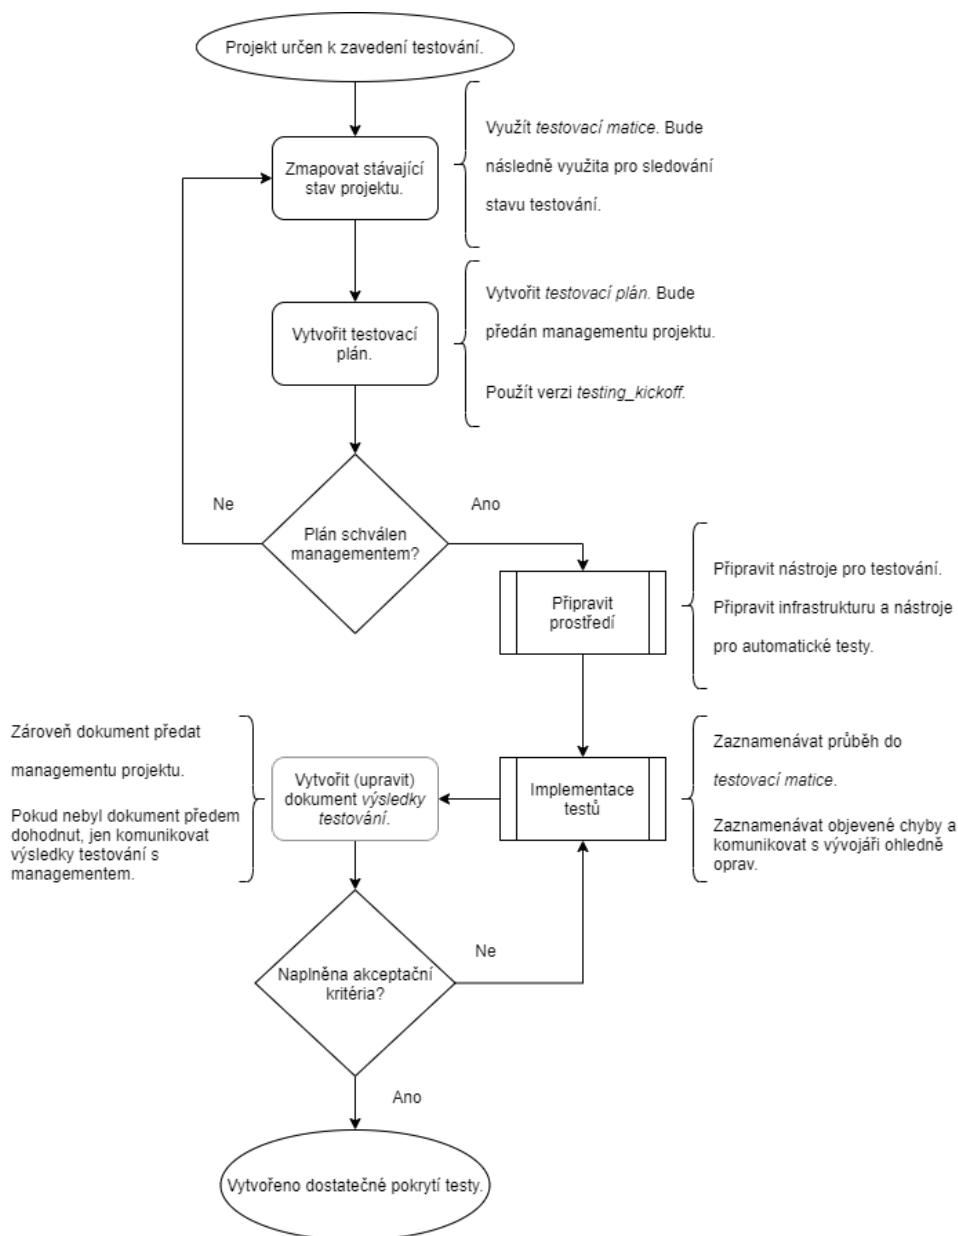 Projekt určen k zavedení testování.
Zmapovat stávající
stav projektu.
Využít testovací matice. Bude
následně využita pro sledování
stavu testování.
Vytvořit testovací
plán.
Vytvořit testovací plán. Bude
předán managementu projektu.
Použít verzi testing_kickoff.
Ne
Ano
Plán schválen
managementem?
Připravit
prostředí
Připravit nástroje pro testování.
Připravit infrastrukturu a nástroje
pro automatické testy.
Implementace
testů
Zaznamenávat průběh do
testovací matice.
Zaznamenávat objevené chyby a
komunikovat s vývojáři ohledně
oprav.
Vytvořit (upravit)
dokument výsledky
testování.
Zároveň dokument předat
managementu projektu.
Pokud nebyl dokument předem
dohodnut, jen komunikovat
výsledky testování s
managementem.
Naplněna akceptační
kritéria?
Ne
Ano
Vytvořeno dostatečné pokrytí testy.